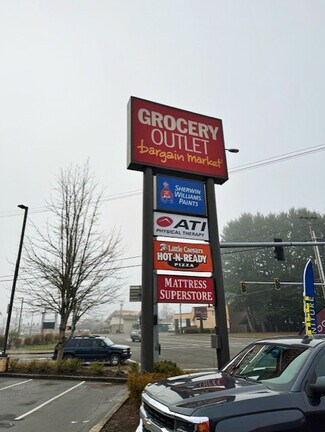 GROCERY
OUTLET
bargain market
SHERWIN
WILLIAMS
PAINTS
ATI
PHYSICAL THERAPY
Little Caesars
HOT-N-READY
PIZZA
MATTRESS
SUPERSTORE